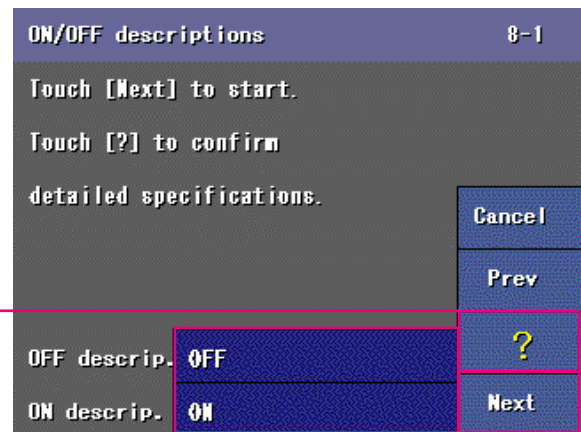 ON/OFF descriptions 8-1
Touch [Next] to start.
Touch [?] to confirm
detailed specifications.
Cancel
Prev
?
OFF descrip. OFF
ON descrip. ON
Next